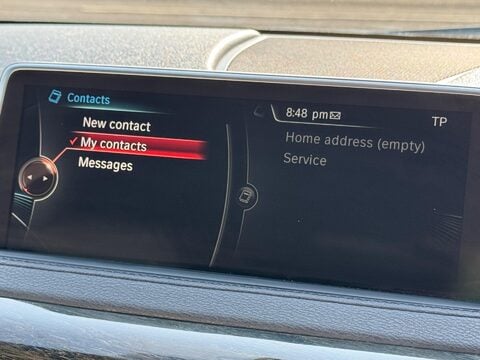 Contacts
New contact
My contacts
Messages
8:48 pm
TP
Home address (empty)
Service